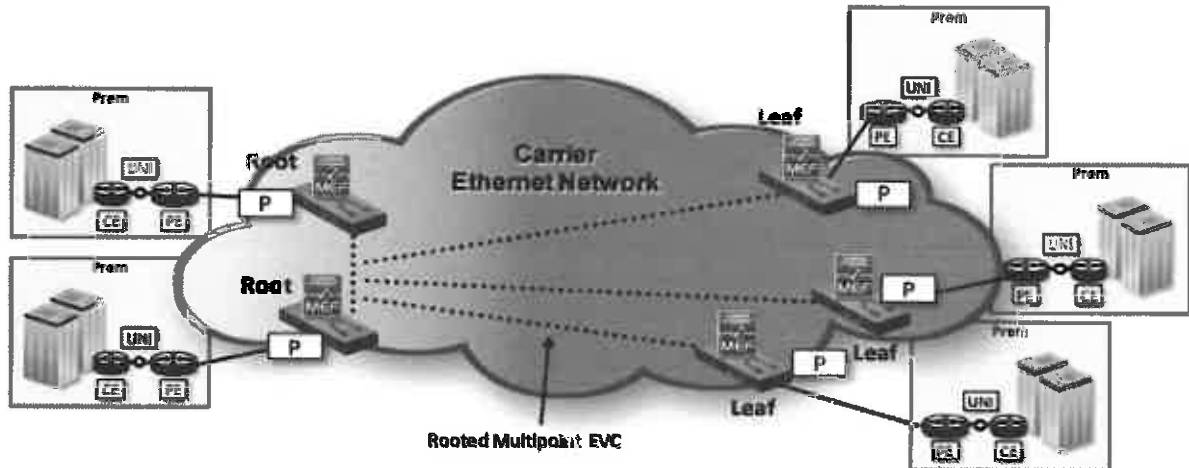 Prem
UNI
PE
CE
Leaf
Carrier
Ethernet Network
P
Prem
UNI
CE
PE
Root
P
Prem
UNI
PE
CE
P
Prem
UNI
CE
PE
Root
P
Leaf
Prem
UNI
PE
CE
P
Leaf
Rooted Multipoint EVC